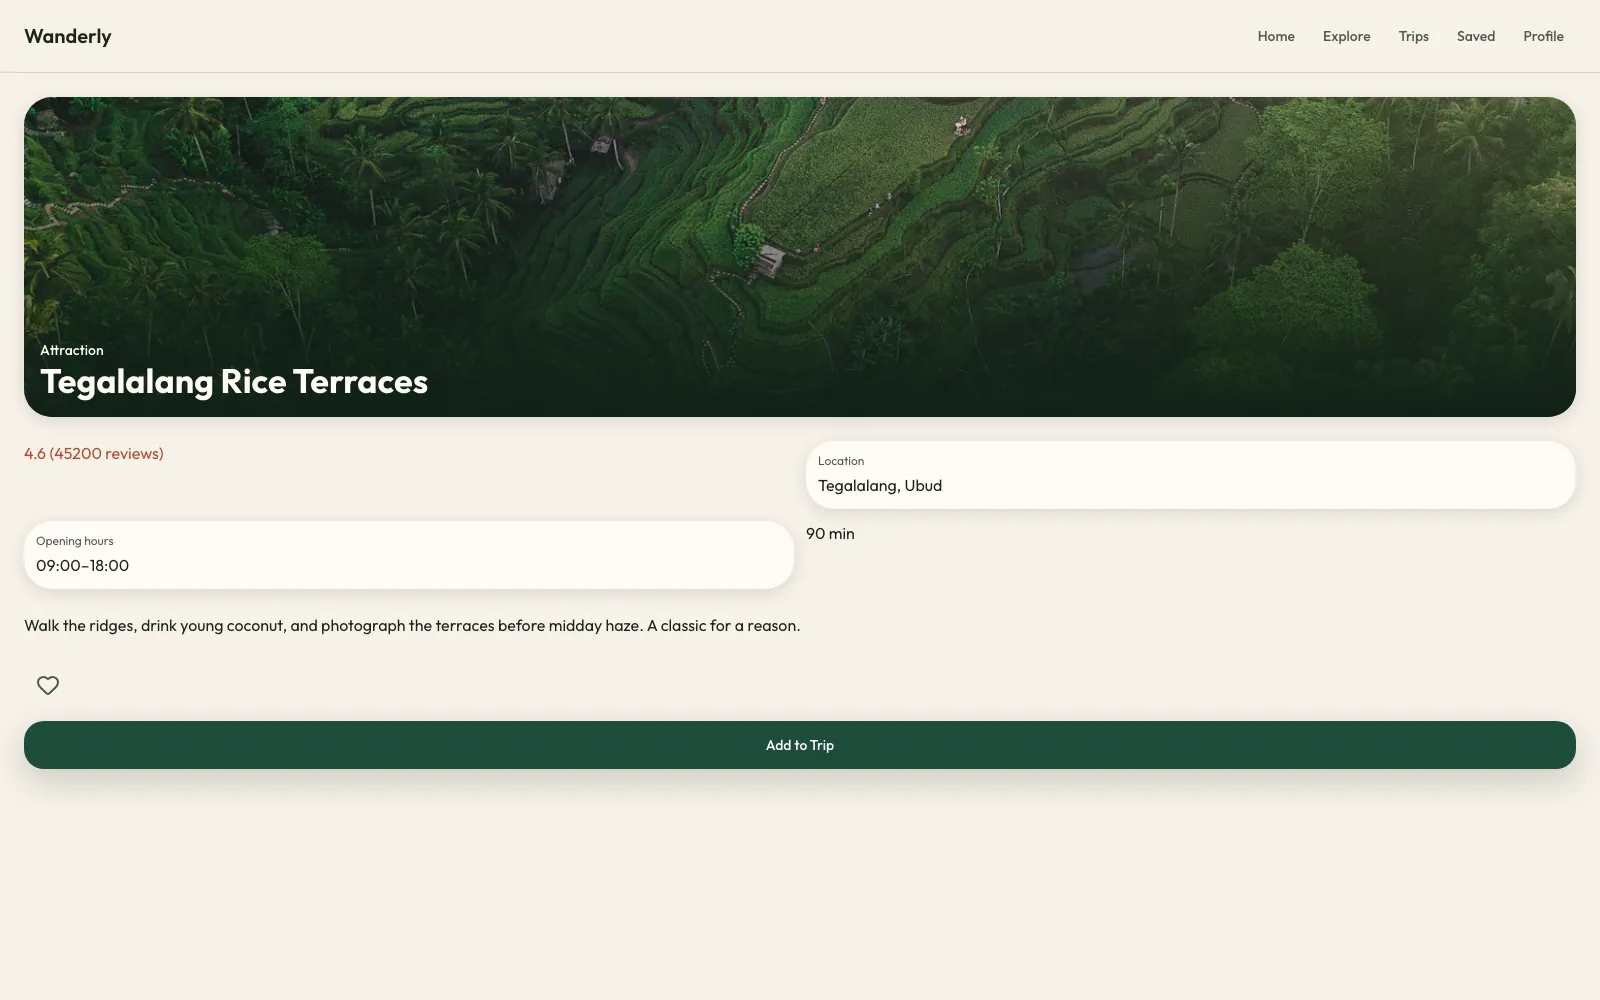 Wanderly
Home Explore Trips Saved Profile
Attraction
Tegalalang Rice Terraces
4.6 (45200 reviews)
Location
Tegalalang, Ubud
Opening hours
09:00–18:00
90 min
Walk the ridges, drink young coconut, and photograph the terraces before midday haze. A classic for a reason.
Add to Trip